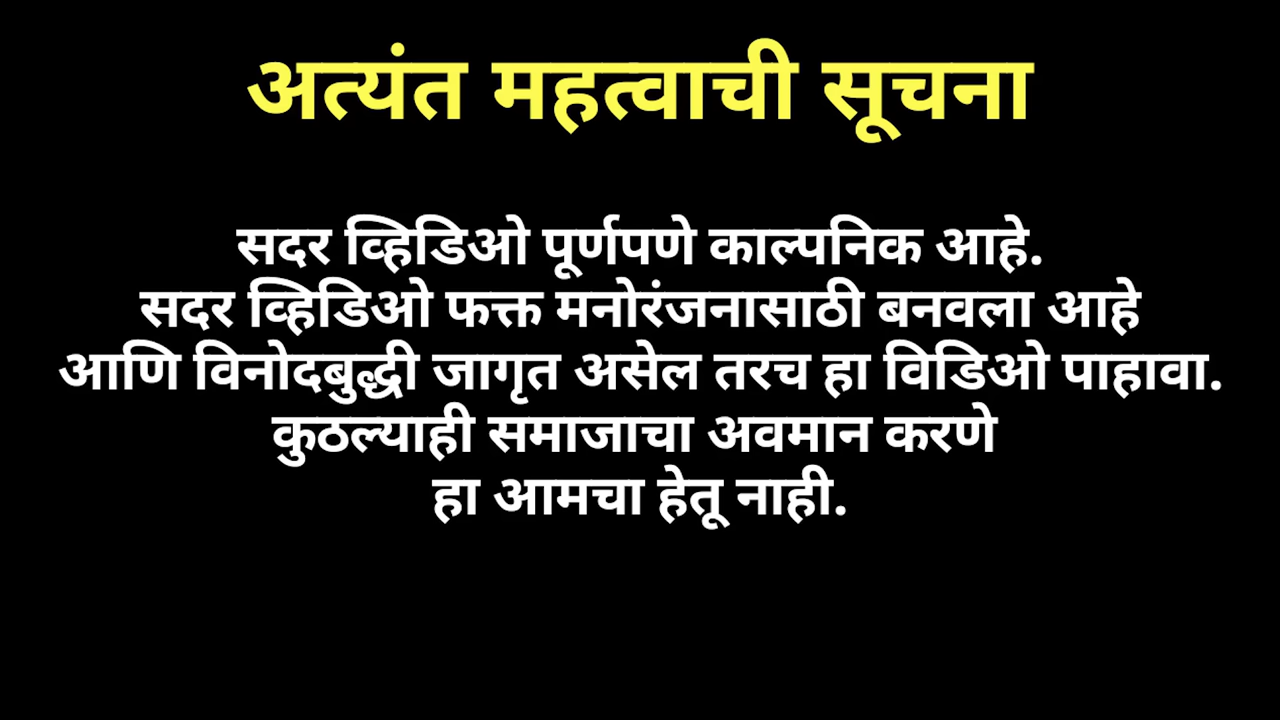 अत्यंत महत्वाची सूचना
सदर व्हिडिओ पूर्णपणे काल्पनिक आहे.
सदर व्हिडिओ फक्त मनोरंजनासाठी बनवला आहे
आणि विनोदबुद्धी जागृत असेल तरच हा विडिओ पाहावा.
कुठल्याही समाजाचा अवमान करणे
हा आमचा हेतू नाही.